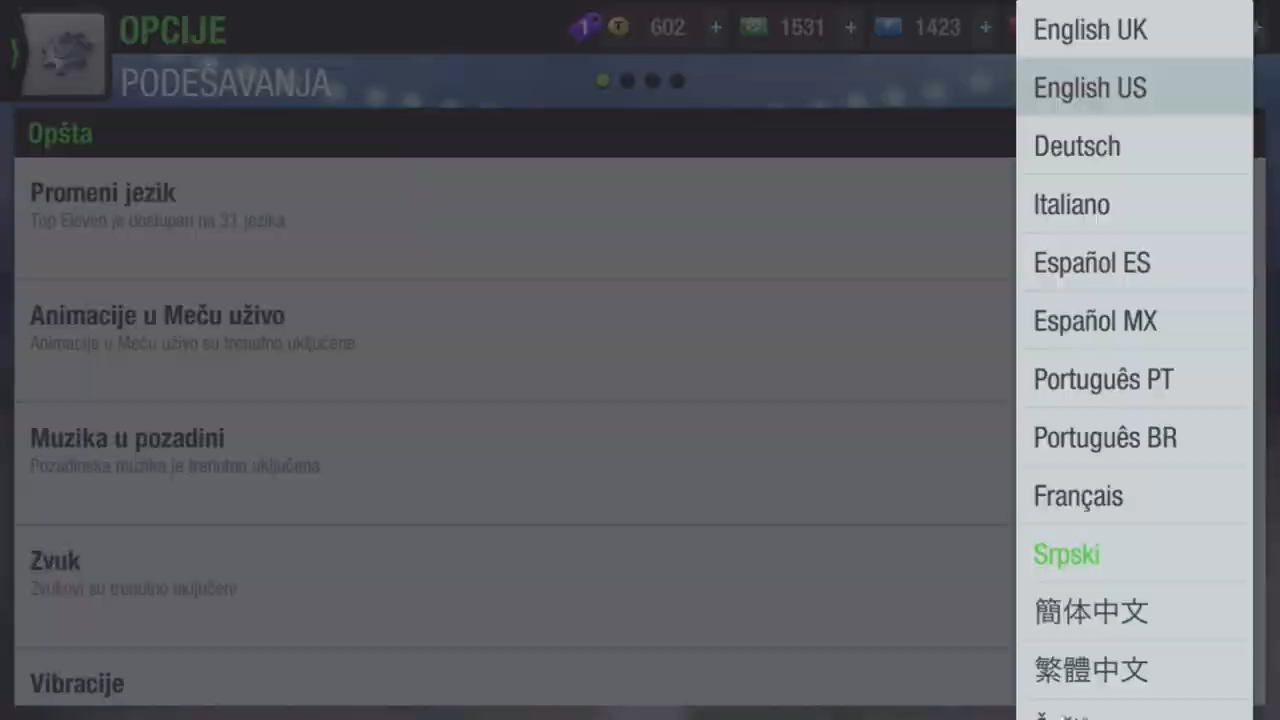 OPCIJE
1 T 602 + 1531 + 1423 +
PODEŠAVANJA
Opšta
Promeni jezik
Top Eleven je dostupan na 31 jezika
Animacije u Meču uživo
Animacije u Meču uživo su trenutno uključene
Muzika u pozadini
Pozadinska muzika je trenutno uključena
Zvuk
Zvukovi su trenutno uključeni
Vibracije
English UK
English US
Deutsch
Italiano
Español ES
Español MX
Português PT
Português BR
Français
Srpski
簡体中文
繁體中文